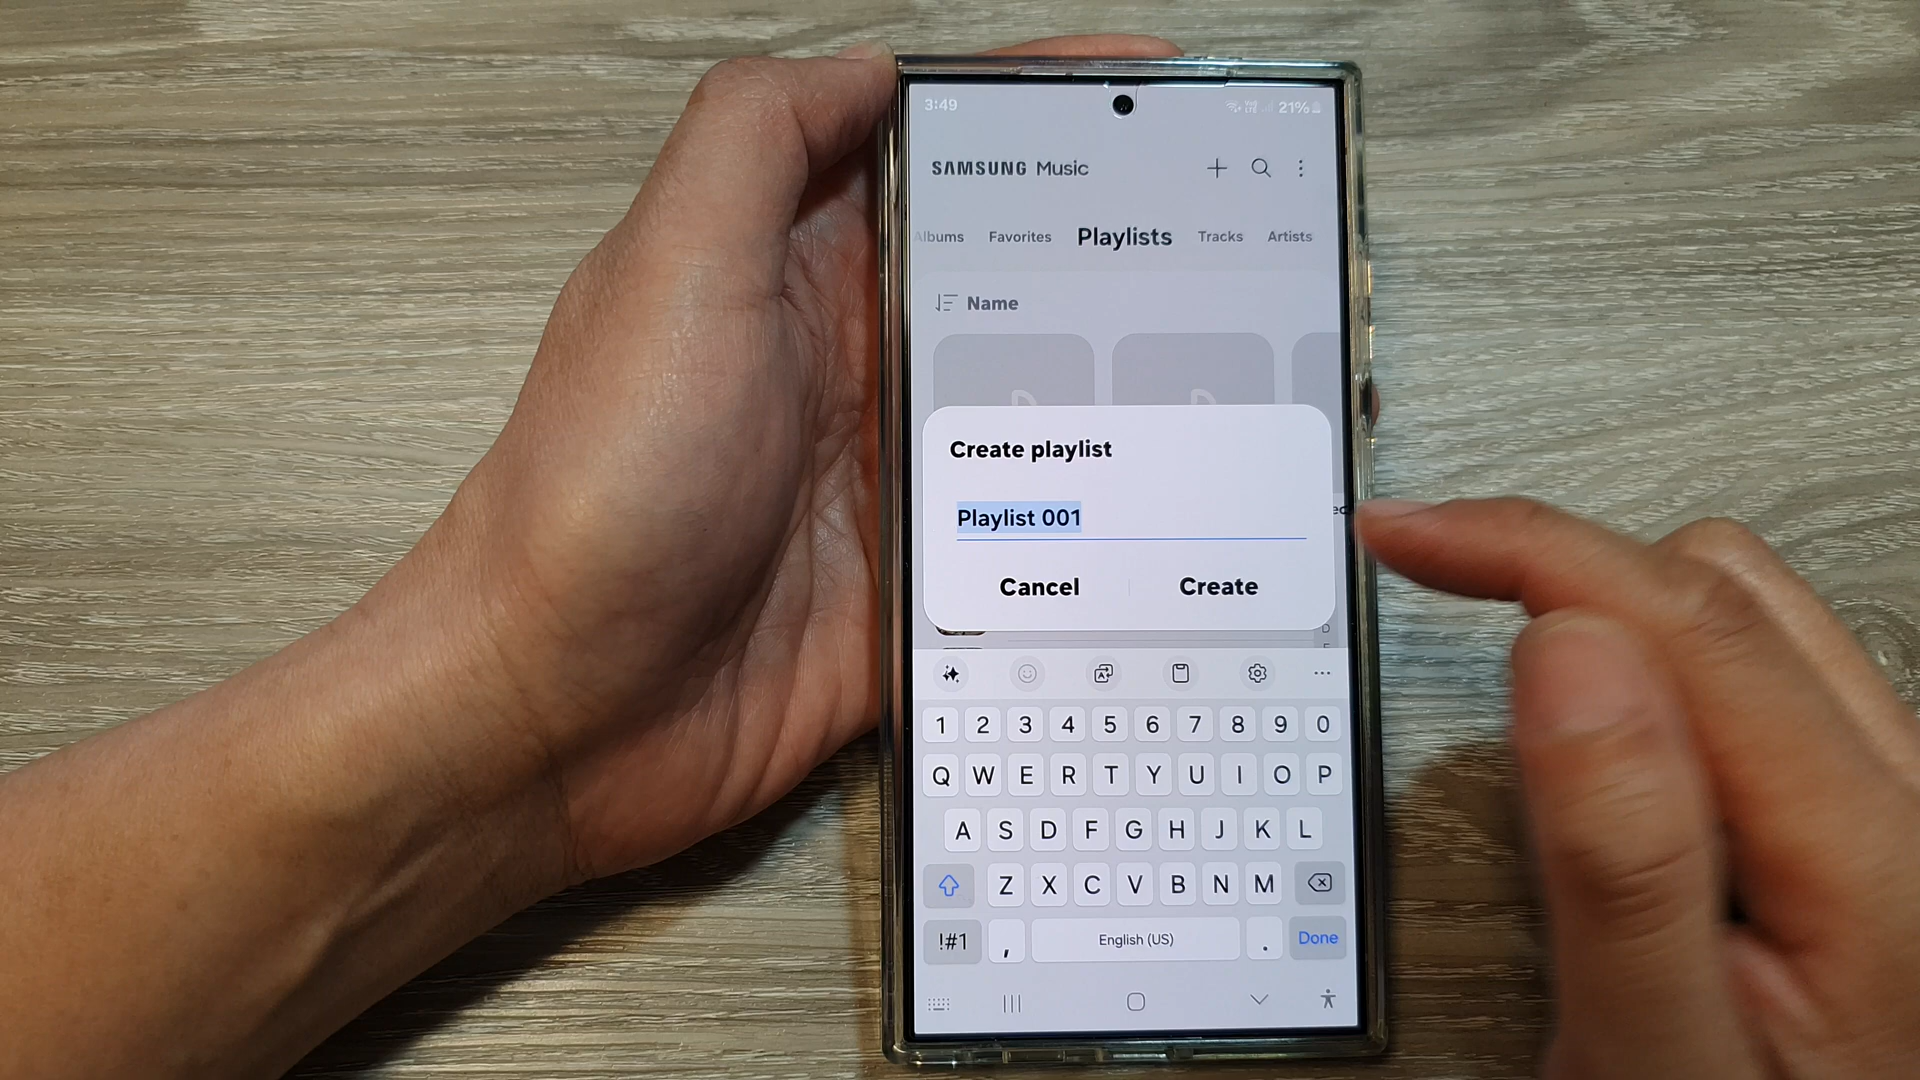 3:49 21%
SAMSUNG Music
Albums Favorites Playlists Tracks Artists
Name
Create playlist
Playlist 001
Cancel Create
1 2 3 4 5 6 7 8 9 0
Q W E R T Y U I O P
A S D F G H J K L
Z X C V B N M
!#1 , English (US) . Done